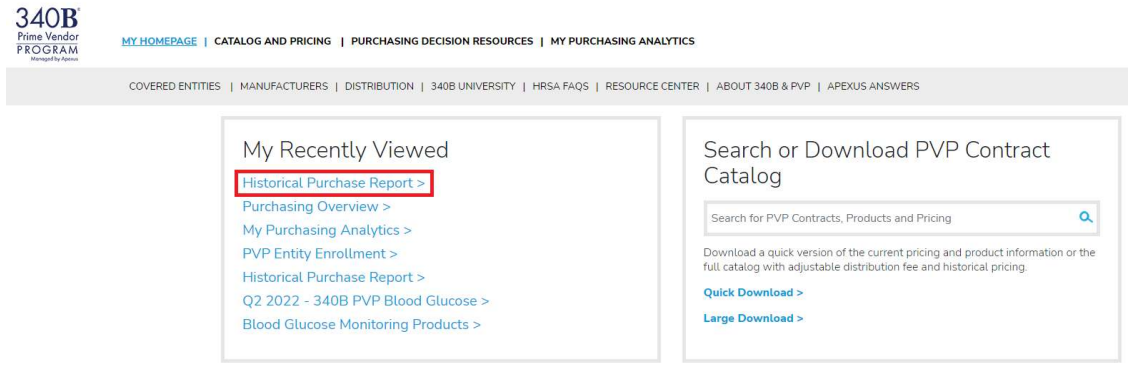 340B®
Prime Vendor
PROGRAM
Managed by Apexus
MY HOMEPAGE | CATALOG AND PRICING | PURCHASING DECISION RESOURCES | MY PURCHASING ANALYTICS
COVERED ENTITIES | MANUFACTURERS | DISTRIBUTION | 340B UNIVERSITY | HRSA FAQS | RESOURCE CENTER | ABOUT 340B & PVP | APEXUS ANSWERS
My Recently Viewed
Historical Purchase Report >
Purchasing Overview >
My Purchasing Analytics >
PVP Entity Enrollment >
Historical Purchase Report >
Q2 2022 - 340B PVP Blood Glucose >
Blood Glucose Monitoring Products >
Search or Download PVP Contract
Catalog
Search for PVP Contracts, Products and Pricing
Download a quick version of the current pricing and product information or the
full catalog with adjustable distribution fee and historical pricing.
Quick Download >
Large Download >